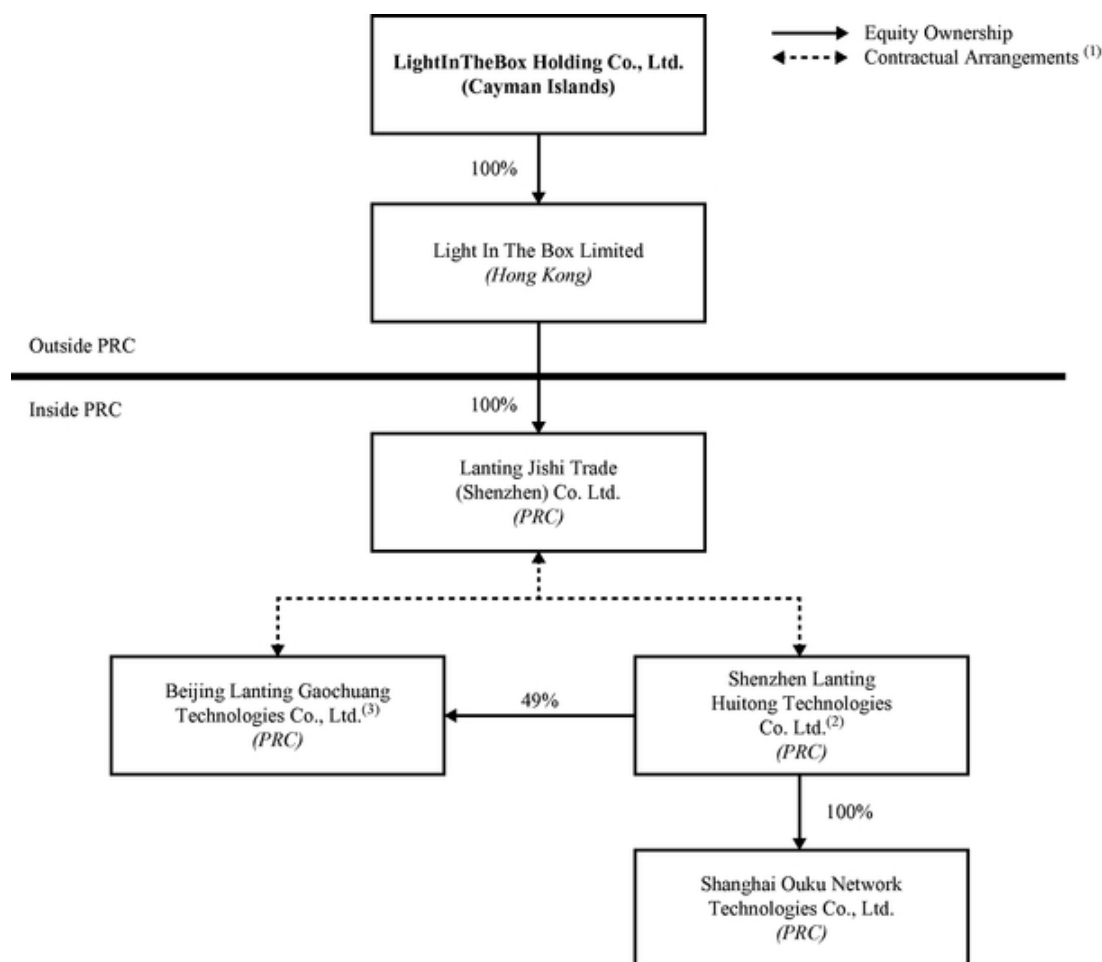 LightInTheBox Holding Co., Ltd.
(Cayman Islands)
Equity Ownership
Contractual Arrangements (1)
100%
Light In The Box Limited
(Hong Kong)
Outside PRC
Inside PRC
100%
Lanting Jishi Trade
(Shenzhen) Co. Ltd.
(PRC)
Beijing Lanting Gaochuang
Technologies Co., Ltd.(3)
(PRC)
49%
Shenzhen Lanting
Huitong Technologies
Co. Ltd.(2)
(PRC)
100%
Shanghai Ouku Network
Technologies Co., Ltd.
(PRC)